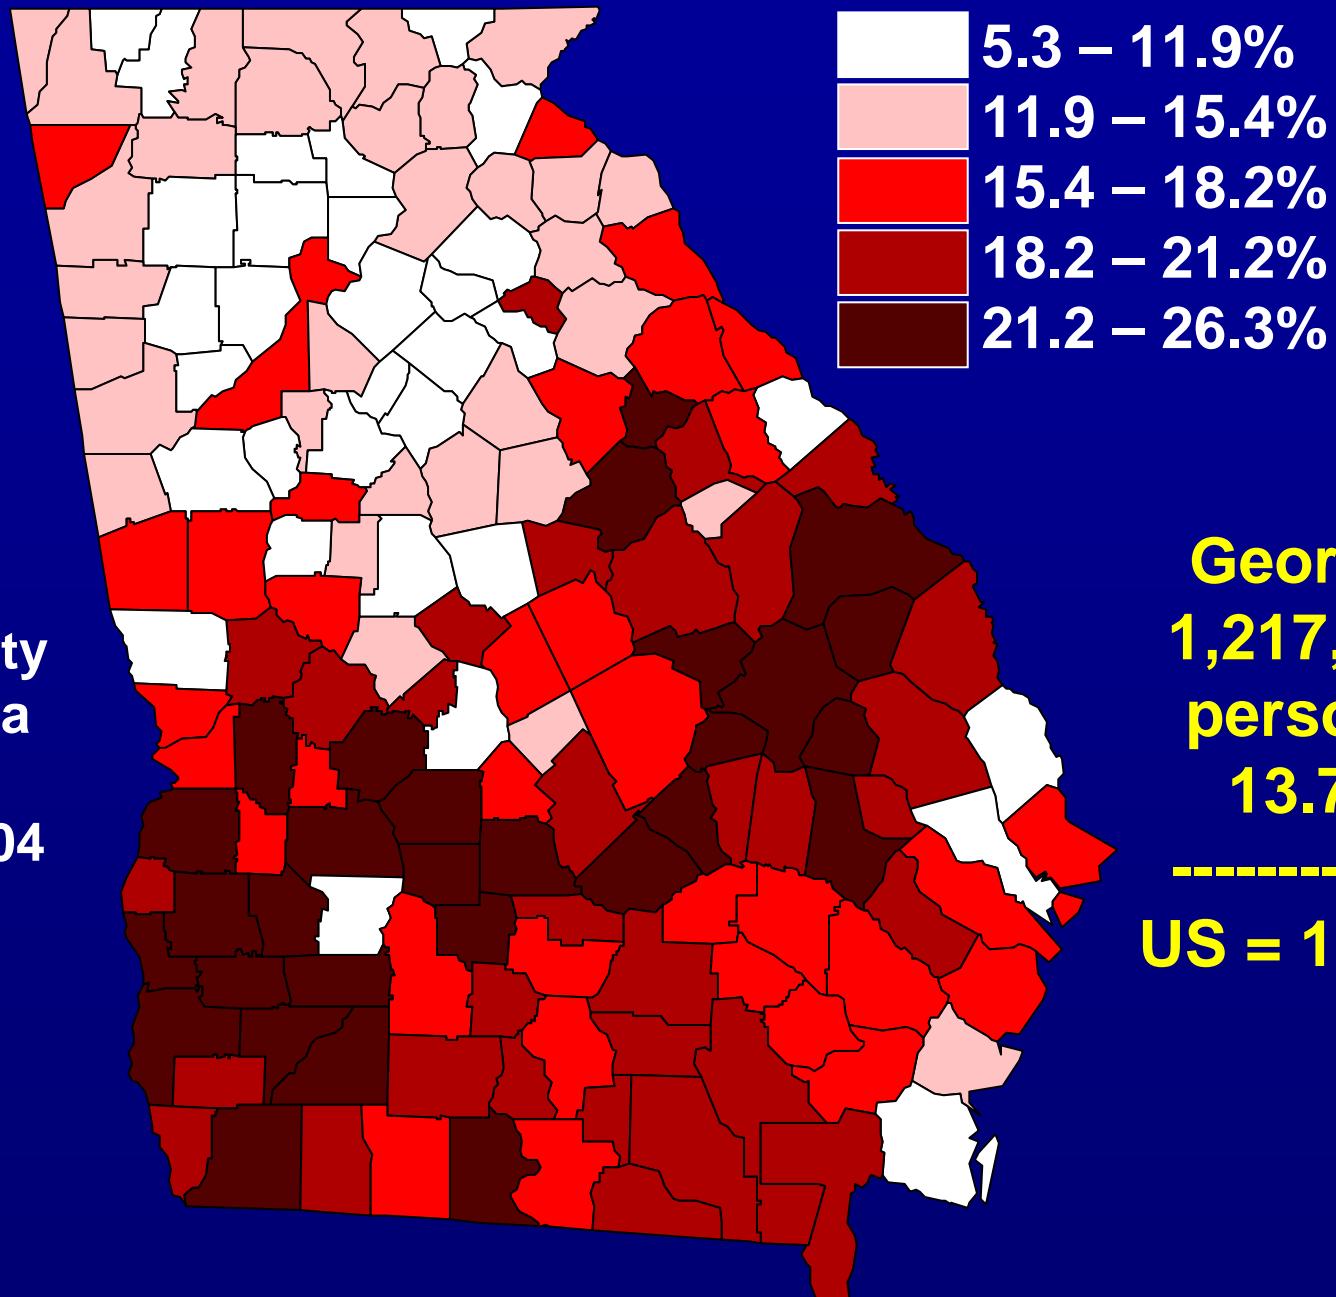 5.3 – 11.9%
11.9 – 15.4%
15.4 – 18.2%
18.2 – 21.2%
21.2 – 26.3%
Geor
1,217,
perso
13.7
---------
US = 1
ty
a
04